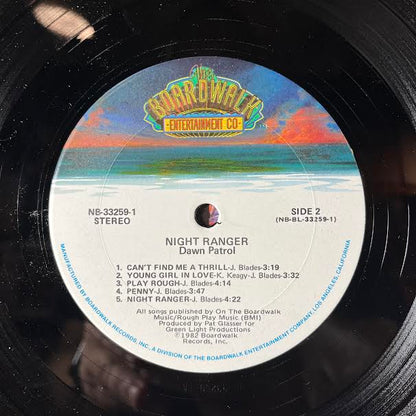 The
BOARDWALK
ENTERTAINMENT CO
NB-33259-1
STEREO
SIDE 2
(NB-BL-33259-1)
NIGHT RANGER
Dawn Patrol
1. CAN'T FIND ME A THRILL-J. Blades-3:19
2. YOUNG GIRL IN LOVE-K. Keagy-J. Blades-3:32
3. PLAY ROUGH-J. Blades-4:14
4. PENNY-3:47
5. NIGHT RANGER-J. Blades-4:22
All songs published by On The Boardwalk
Music/Rough Play Music (BMI)
Produced by Pat Glasser for
Green Light Productions
©1982 Boardwalk
Records, Inc.
MANUFACTURED BY BOARDWALK RECORDS, INC., A DIVISION OF THE BOARDWALK ENTERTAINMENT COMPANY, LOS ANGELES, CALIFORNIA